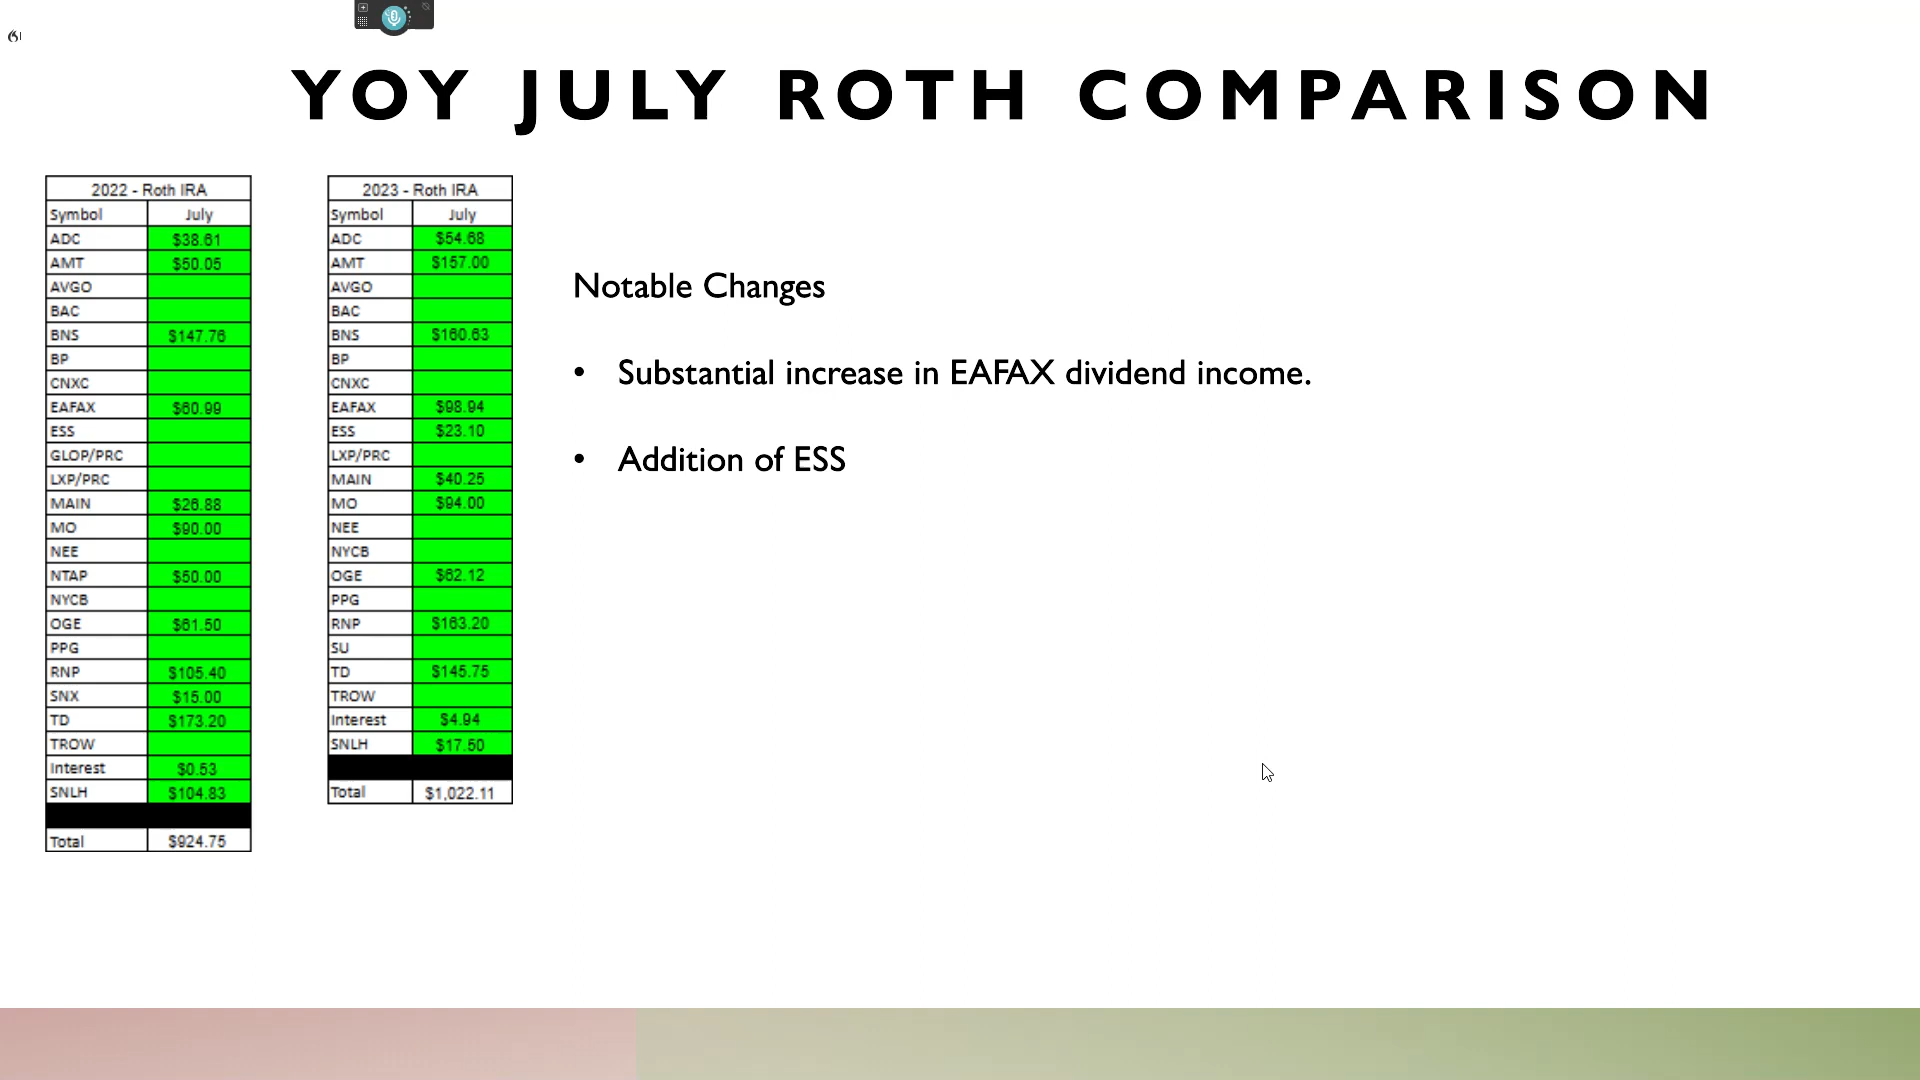 YOY JULY ROTH COMPARISON
2022 - Roth IRA
Symbol July
ADC $38.61
AMT $50.05
AVGO
BAC
BNS $147.76
BP
CNXC
EAFAX $60.99
ESS
GLOP/PRC
LXP/PRC
MAIN $26.88
MO $90.00
NEE
NTAP $50.00
NYCB
OGE $61.50
PPG
RNP $105.40
SNX $15.00
TD $173.20
TROW
Interest $0.53
SNLH $104.83
Total $924.75
2023 - Roth IRA
Symbol July
ADC $54.68
AMT $157.00
AVGO
BAC
BNS $160.63
BP
CNXC
EAFAX $98.94
ESS $23.10
LXP/PRC
MAIN $40.25
MO $94.00
NEE
NYCB
OGE $62.12
PPG
RNP $163.20
SU
TD $145.75
TROW
Interest $4.94
SNLH $17.50
Total $1,022.11
Notable Changes
• Substantial increase in EAFAX dividend income.
• Addition of ESS